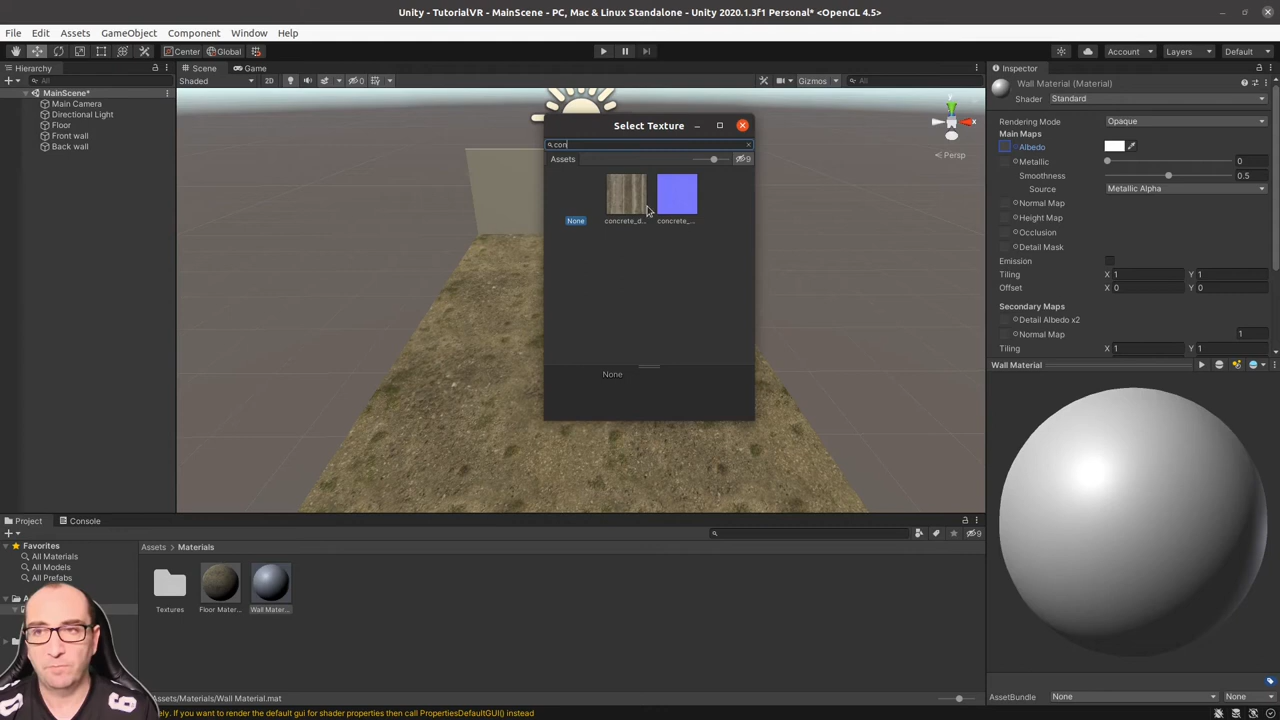 Unity - TutorialVR - MainScene - PC, Mac & Linux Standalone - Unity 2020.1.3f1 Personal* <OpenGL 4.5>
File Edit Assets GameObject Component Window Help
Center Global Account Layers Default
Hierarchy
All
MainScene*
Main Camera
Directional Light
Floor
Front wall
Back wall
Scene Game
Shaded 2D 0 Gizmos All
Persp
Select Texture
con
Assets 9
None concrete_d... concrete_...
None
Inspector
Wall Material (Material)
Shader Standard
Rendering Mode Opaque
Main Maps
Albedo
Metallic 0
Smoothness 0.5
Source Metallic Alpha
Normal Map
Height Map
Occlusion
Detail Mask
Emission
Tiling X 1 Y 1
Offset X 0 Y 0
Secondary Maps
Detail Albedo x2
Normal Map 1
Tiling X 1 Y 1
Wall Material
AssetBundle None None
Project Console
9
Favorites
All Materials
All Models
All Prefabs
Assets > Materials
Textures Floor Mater... Wall Mater...
Assets/Materials/Wall Material.mat
ly. If you want to render the default gui for shader properties then call PropertiesDefaultGUI() instead